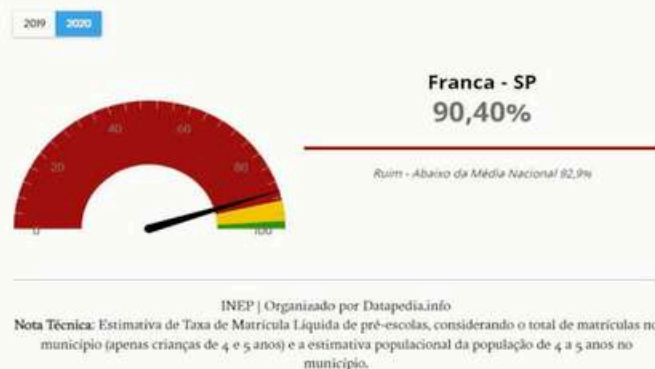 2019 2020
Franca - SP
90,40%
Ruim - Abaixo da Média Nacional 92,9%
0 20 40 60 80 100
INEP | Organizado por Datapedia.info
Nota Técnica: Estimativa de Taxa de Matrícula Líquida de pré-escolas, considerando o total de matrículas no
município (apenas crianças de 4 e 5 anos) e a estimativa populacional da população de 4 a 5 anos no
município.